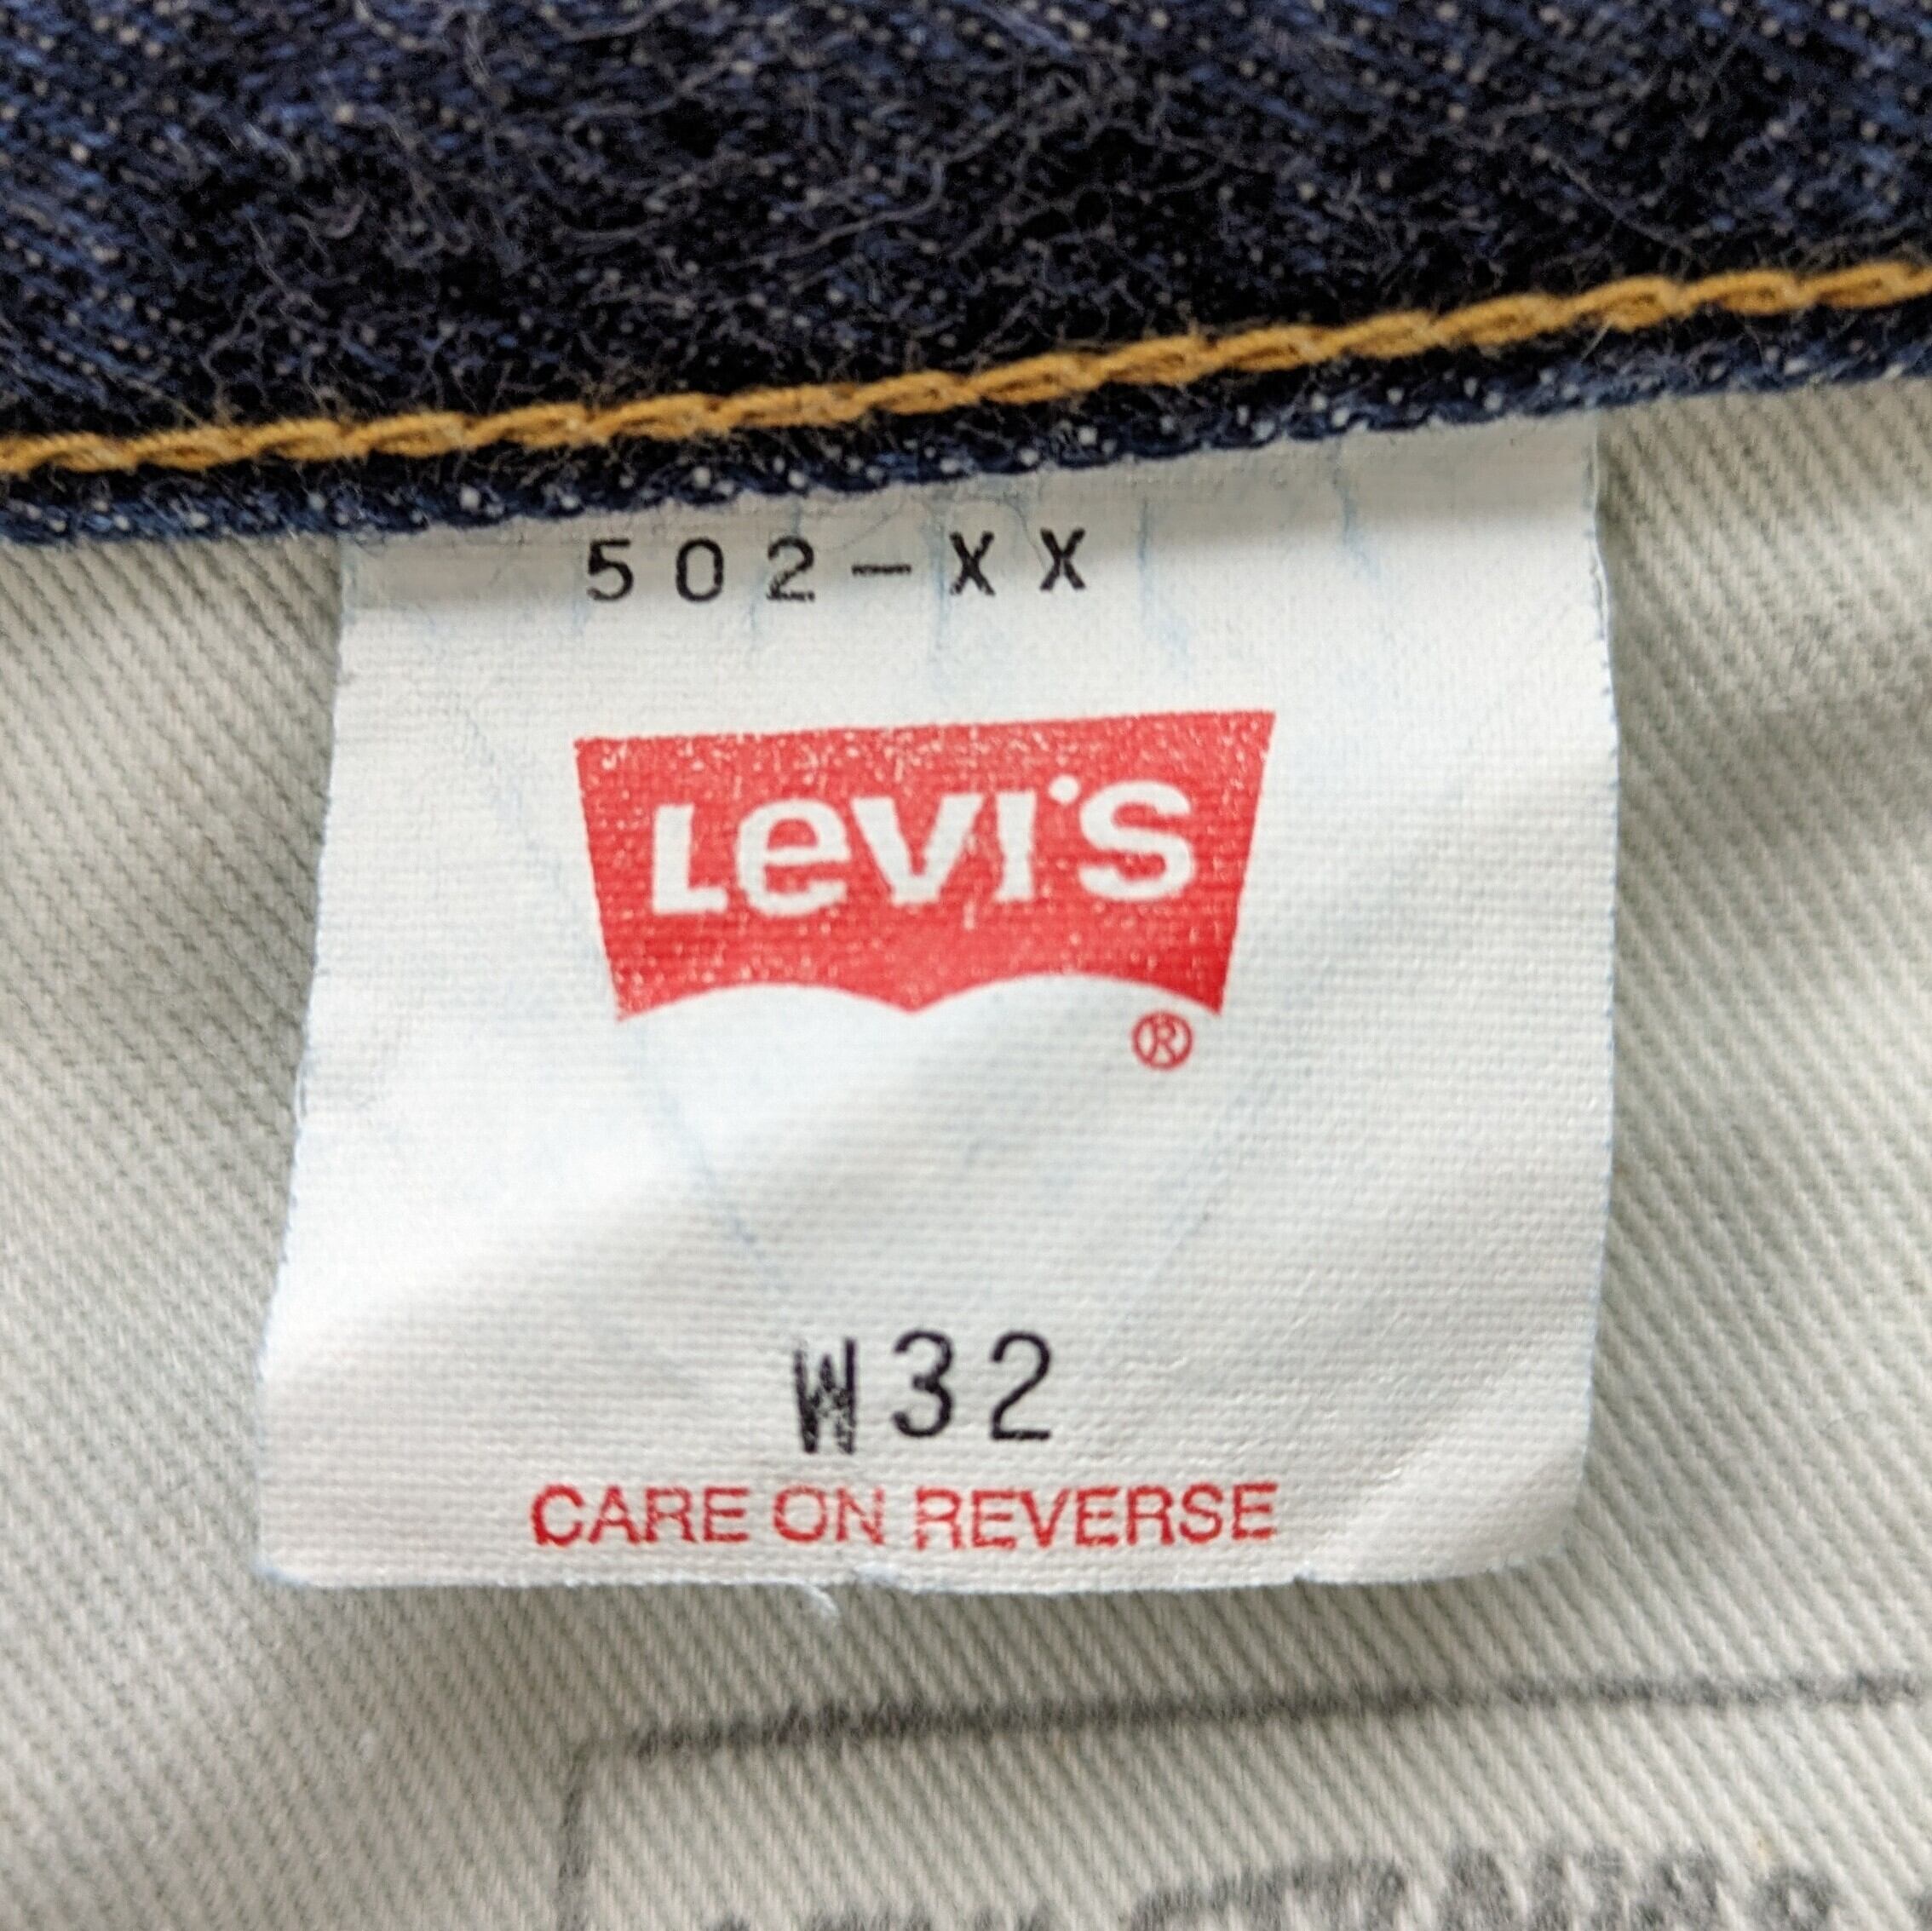 502-XX
Levi's
®
W32
CARE ON REVERSE